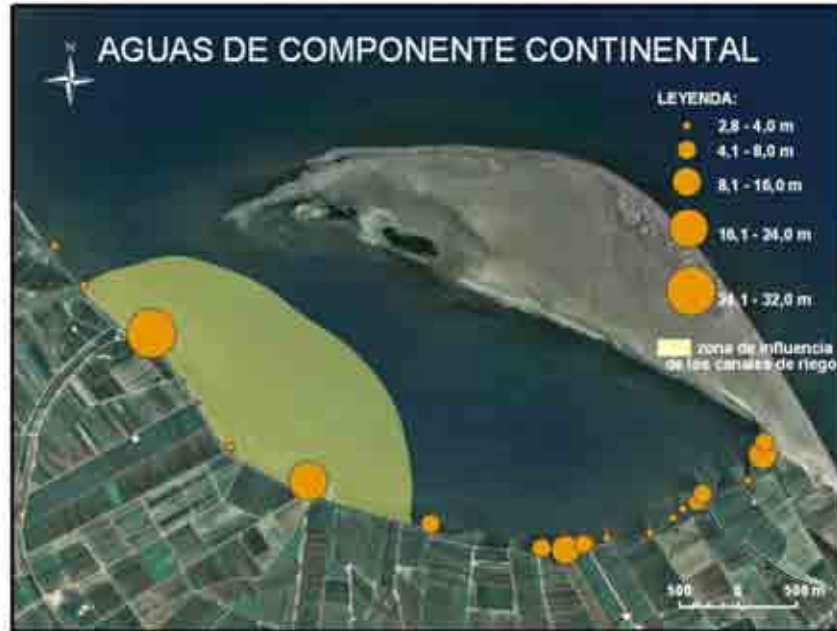 N
AGUAS DE COMPONENTE CONTINENTAL
LEYENDA:
2,8 - 4,0 m
4,1 - 8,0 m
8,1 - 16,0 m
16,1 - 24,0 m
24,1 - 32,0 m
zona de influencia
de los canales de riego
500 0 500 m